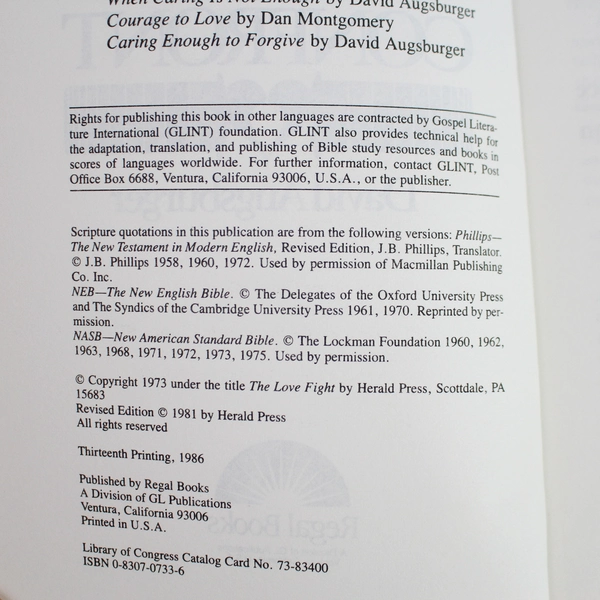 When Caring Is Not Enough by David Augsburger
Courage to Love by Dan Montgomery
Caring Enough to Forgive by David Augsburger
Rights for publishing this book in other languages are contracted by Gospel Litera-
ture International (GLINT) foundation. GLINT also provides technical help for
the adaptation, translation, and publishing of Bible study resources and books in
scores of languages worldwide. For further information, contact GLINT, Post
Office Box 6688, Ventura, California 93006, U.S.A., or the publisher.
Scripture quotations in this publication are from the following versions: Phillips—
The New Testament in Modern English, Revised Edition, J.B. Phillips, Translator.
© J.B. Phillips 1958, 1960, 1972. Used by permission of Macmillan Publishing
Co. Inc.
NEB—The New English Bible. © The Delegates of the Oxford University Press
and The Syndics of the Cambridge University Press 1961, 1970. Reprinted by per-
mission.
NASB—New American Standard Bible. © The Lockman Foundation 1960, 1962,
1963, 1968, 1971, 1972, 1973, 1975. Used by permission.
© Copyright 1973 under the title The Love Fight by Herald Press, Scottdale, PA
15683
Revised Edition © 1981 by Herald Press
All rights reserved
Thirteenth Printing, 1986
Published by Regal Books
A Division of GL Publications
Ventura, California 93006
Printed in U.S.A.
Library of Congress Catalog Card No. 73-83400
ISBN 0-8307-0733-6